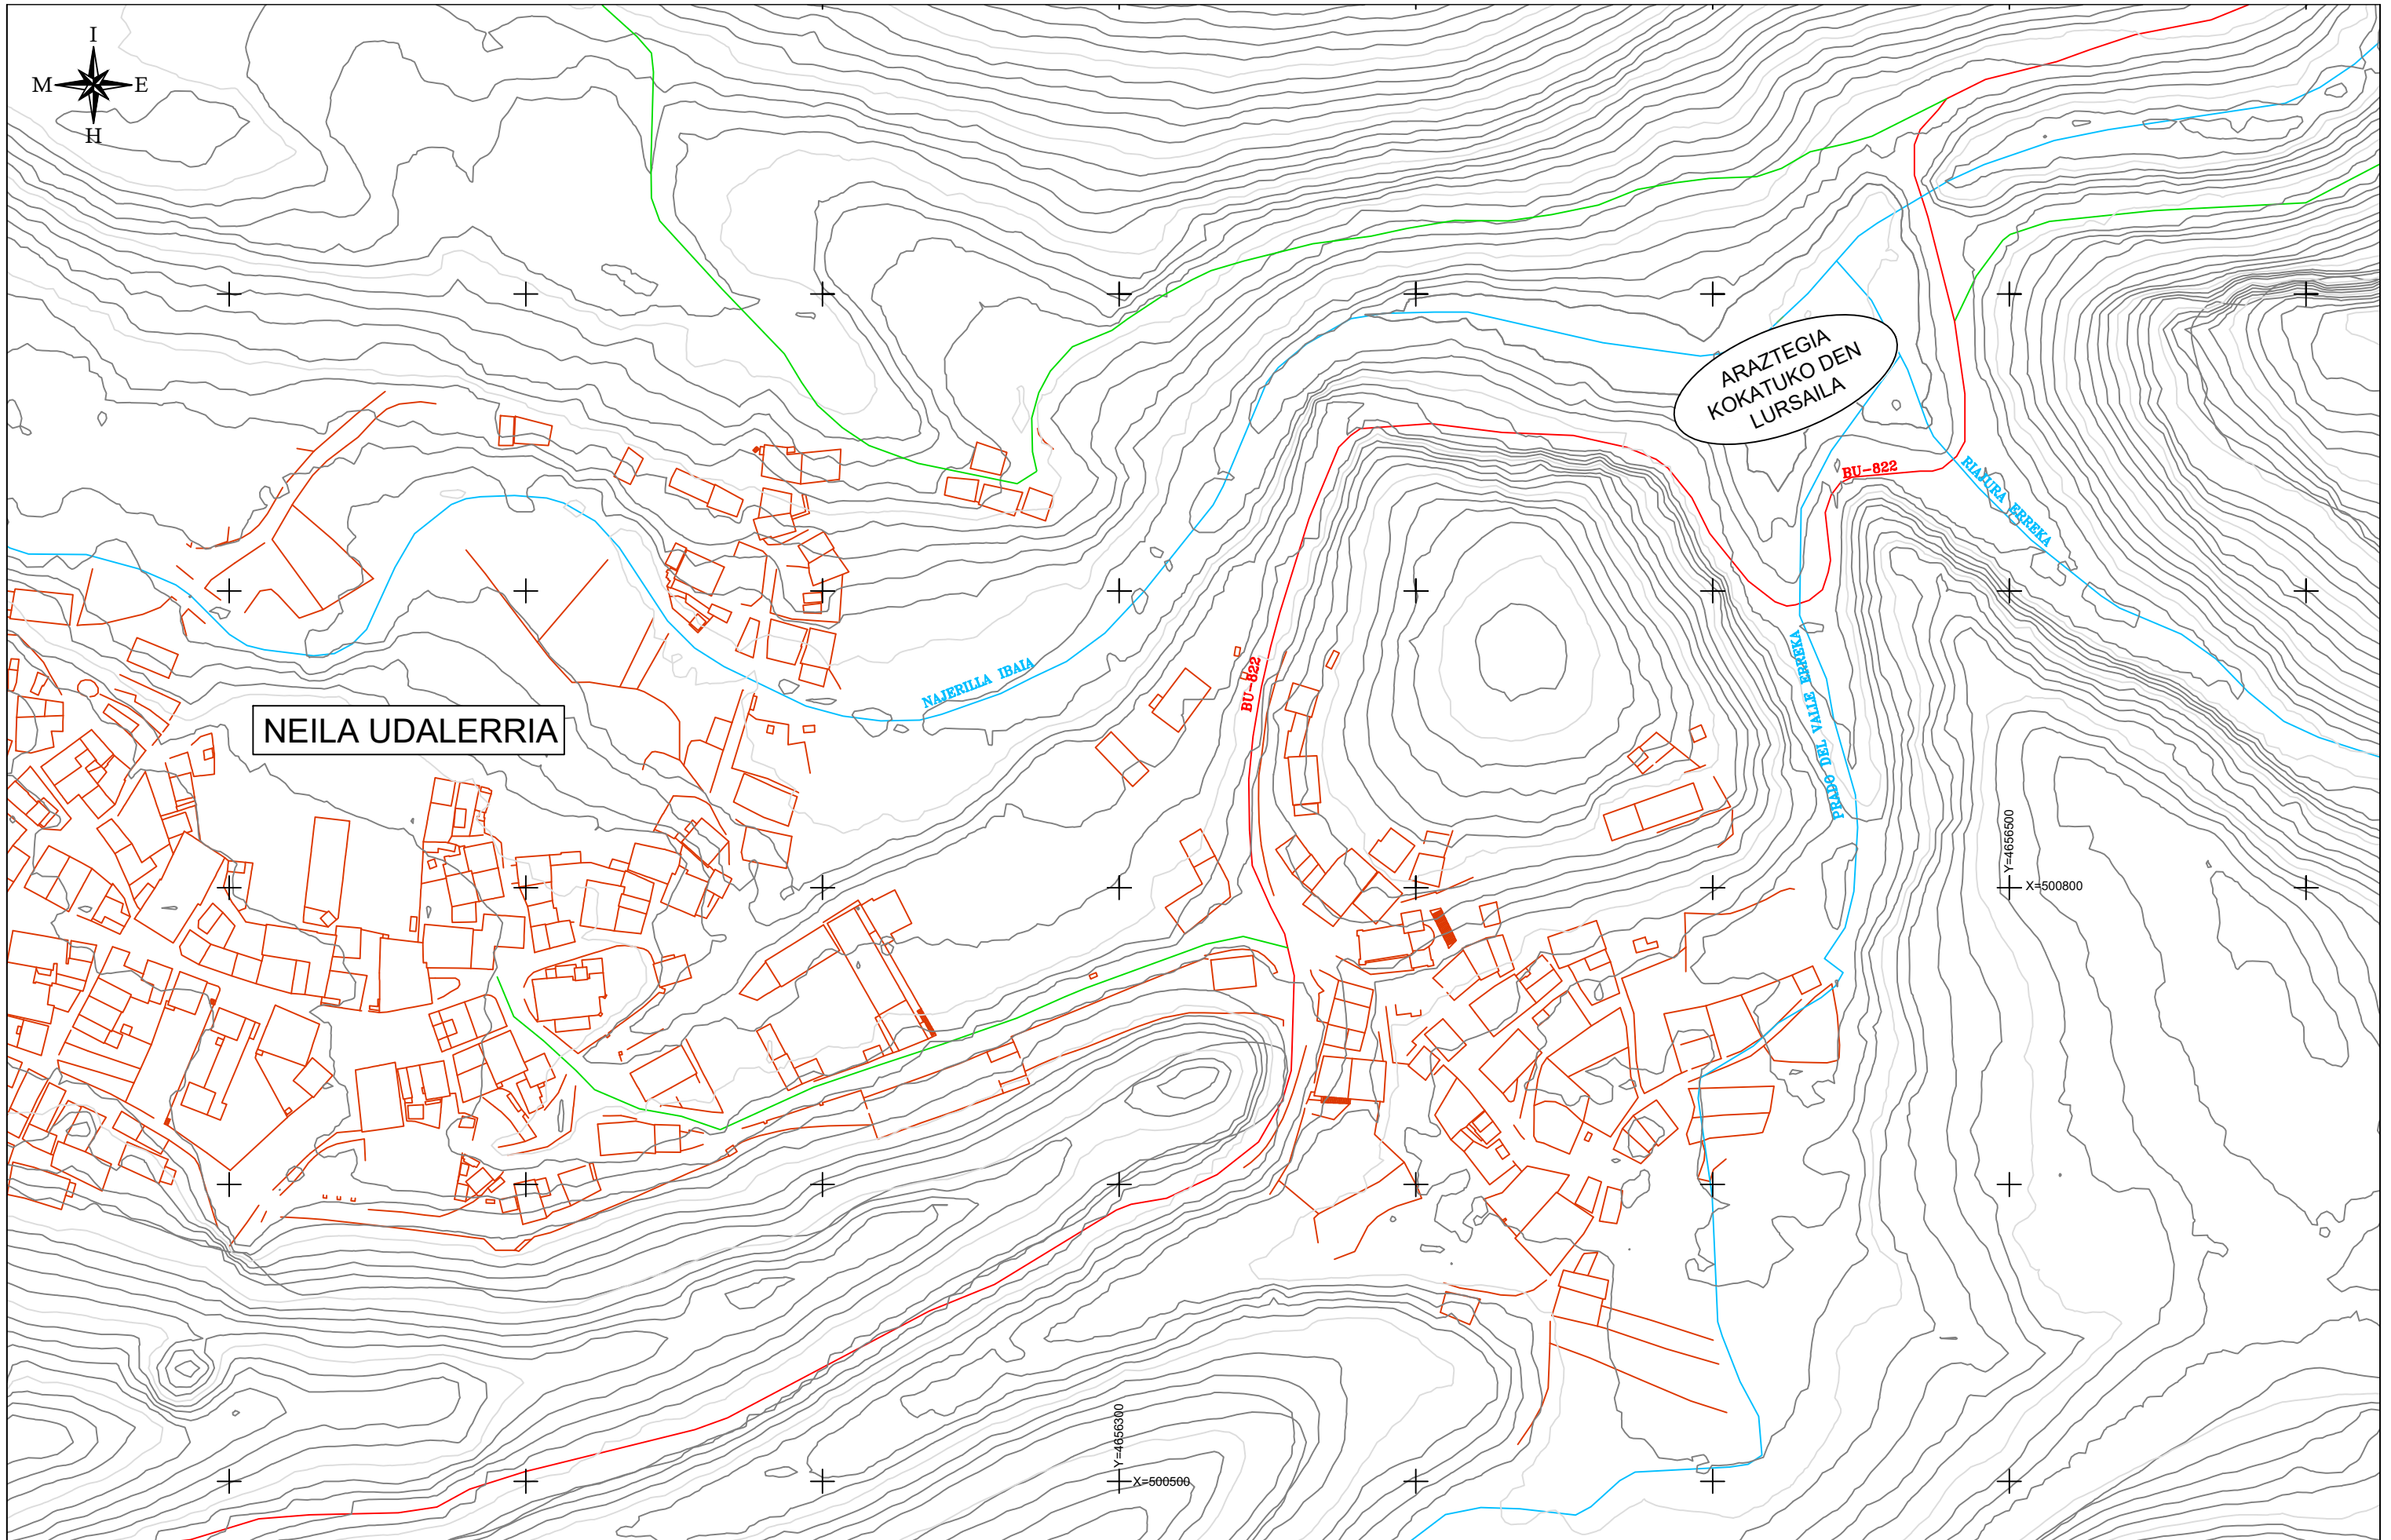 I
M E
H
ARAZTEGIA
KOKATUKO DEN
LURSAILA
BU-822
RIAJURA ERREKA
NAJERILLA IBAIA
BU-822
PRADO DEL VALLE ERREKA
NEILA UDALERRIA
Y=4656500
X=500800
Y=4656300
X=500500